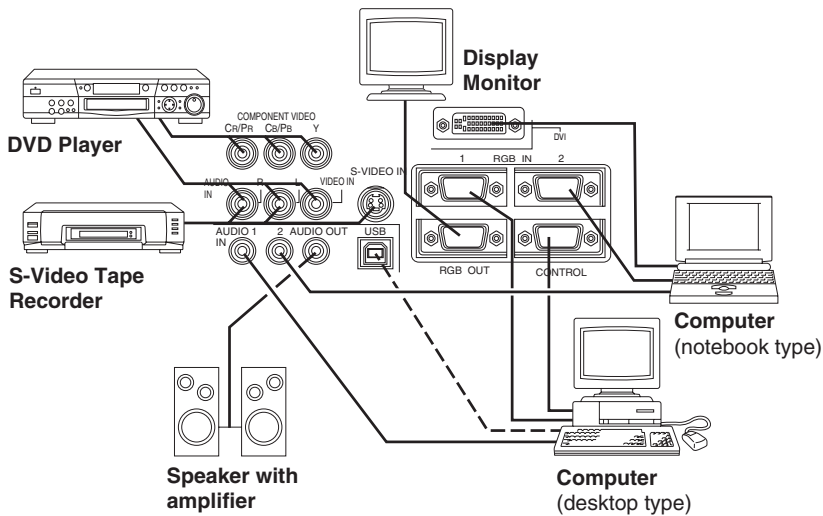 Display
Monitor
DVD Player
COMPONENT VIDEO
CR/PR CB/PB Y
DVI
S-VIDEO IN
1 RGB IN 2
AUDIO IN R L VIDEO IN
AUDIO 1 IN 2 AUDIO OUT USB
RGB OUT CONTROL
S-Video Tape
Recorder
Computer
(notebook type)
Speaker with
amplifier
Computer
(desktop type)